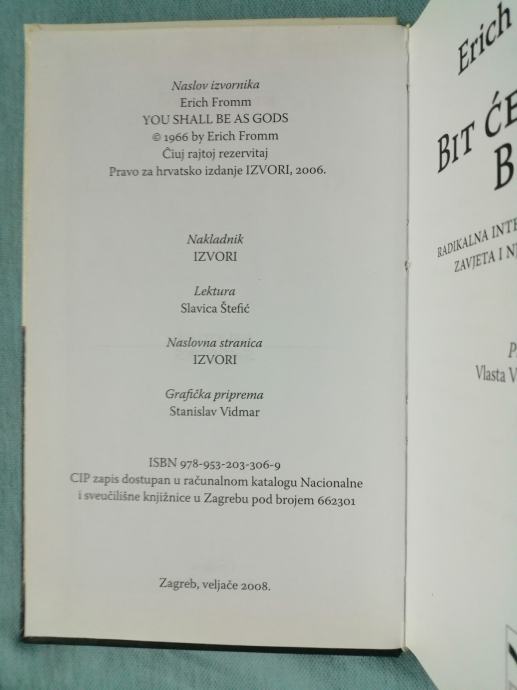 Naslov izvornika
Erich Fromm
YOU SHALL BE AS GODS
© 1966 by Erich Fromm
Ĉiuj rajtoj rezervitaj
Pravo za hrvatsko izdanje IZVORI, 2006.
Nakladnik
IZVORI
Lektura
Slavica Štefić
Naslovna stranica
IZVORI
Grafička priprema
Stanislav Vidmar
ISBN 978-953-203-306-9
CIP zapis dostupan u računalnom katalogu Nacionalne
i sveučilišne knjižnice u Zagrebu pod brojem 662301
Zagreb, veljače 2008.
Erich
BIT ĆE
RADIKALNA
ZAVJETA I
Vlasta